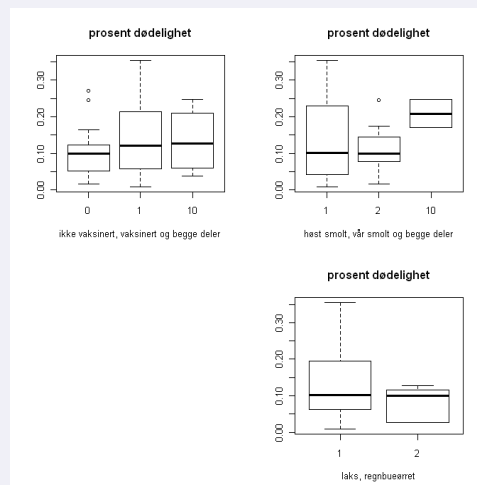 prosent dødelighet
0.00 0.10 0.20 0.30
0 1 10
ikke vaksinert, vaksinert og begge deler
prosent dødelighet
0.00 0.10 0.20 0.30
1 2 10
høst smolt, vår smolt og begge deler
prosent dødelighet
0.00 0.10 0.20 0.30
1 2
laks, regnbueørret